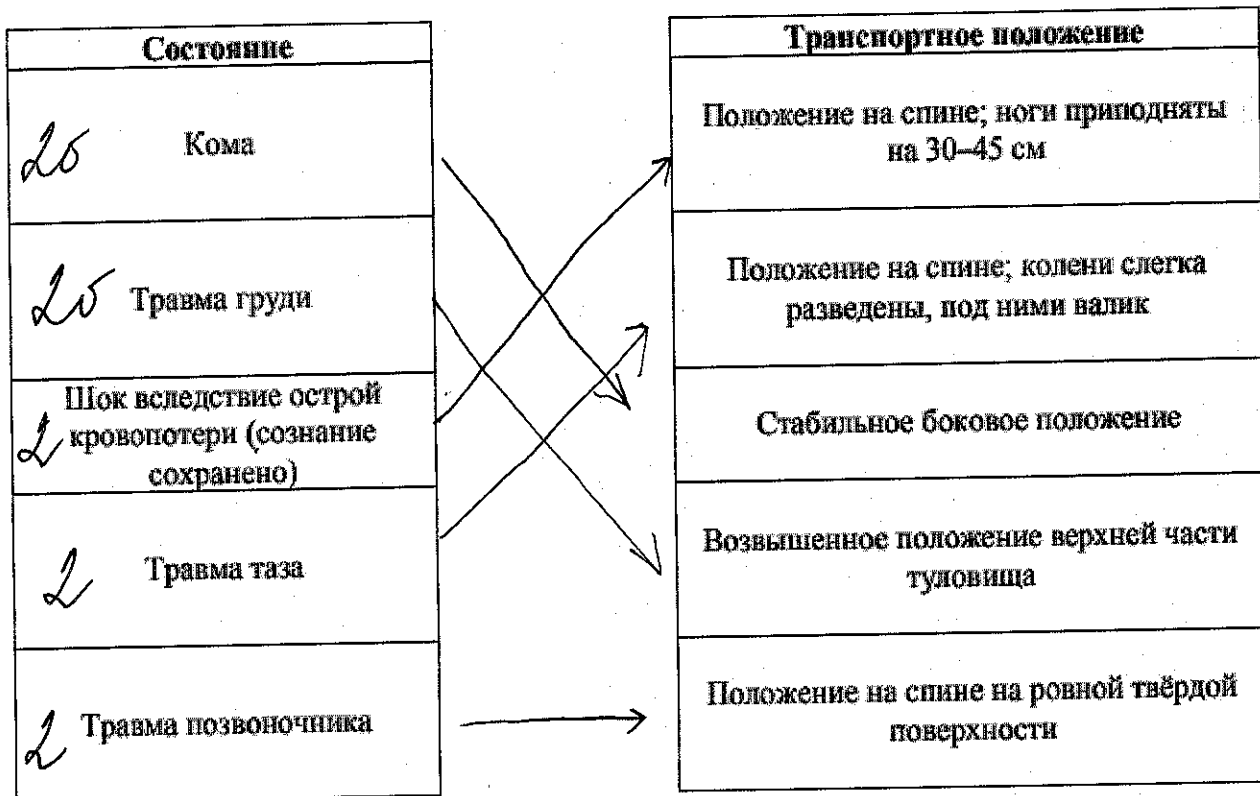 Состояние
2б Кома
2б Травма груди
Шок вследствие острой
2 кровопотери (сознание
сохранено)
2 Травма таза
2 Травма позвоночника
Транспортное положение
Положение на спине; ноги приподняты
на 30–45 см
Положение на спине; колени слегка
разведены, под ними валик
Стабильное боковое положение
Возвышенное положение верхней части
туловища
Положение на спине на ровной твёрдой
поверхности